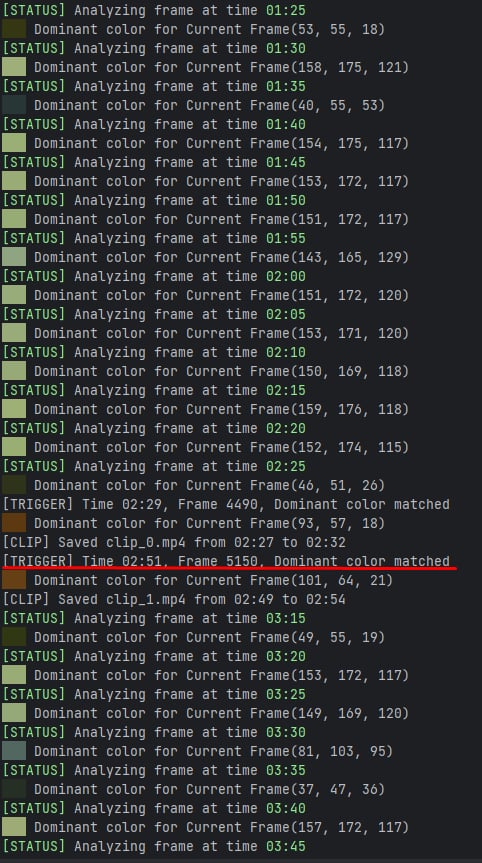 [STATUS] Analyzing frame at time 01:25
Dominant color for Current Frame(53, 55, 18)
[STATUS] Analyzing frame at time 01:30
Dominant color for Current Frame(158, 175, 121)
[STATUS] Analyzing frame at time 01:35
Dominant color for Current Frame(40, 55, 53)
[STATUS] Analyzing frame at time 01:40
Dominant color for Current Frame(154, 175, 117)
[STATUS] Analyzing frame at time 01:45
Dominant color for Current Frame(153, 172, 117)
[STATUS] Analyzing frame at time 01:50
Dominant color for Current Frame(151, 172, 117)
[STATUS] Analyzing frame at time 01:55
Dominant color for Current Frame(143, 165, 129)
[STATUS] Analyzing frame at time 02:00
Dominant color for Current Frame(151, 172, 120)
[STATUS] Analyzing frame at time 02:05
Dominant color for Current Frame(153, 171, 120)
[STATUS] Analyzing frame at time 02:10
Dominant color for Current Frame(150, 169, 118)
[STATUS] Analyzing frame at time 02:15
Dominant color for Current Frame(159, 176, 118)
[STATUS] Analyzing frame at time 02:20
Dominant color for Current Frame(152, 174, 115)
[STATUS] Analyzing frame at time 02:25
Dominant color for Current Frame(46, 51, 26)
[TRIGGER] Time 02:29, Frame 4490, Dominant color matched
Dominant color for Current Frame(93, 57, 18)
[CLIP] Saved clip_0.mp4 from 02:27 to 02:32
[TRIGGER] Time 02:51, Frame 5150, Dominant color matched
Dominant color for Current Frame(101, 64, 21)
[CLIP] Saved clip_1.mp4 from 02:49 to 02:54
[STATUS] Analyzing frame at time 03:15
Dominant color for Current Frame(49, 55, 19)
[STATUS] Analyzing frame at time 03:20
Dominant color for Current Frame(153, 172, 117)
[STATUS] Analyzing frame at time 03:25
Dominant color for Current Frame(149, 169, 120)
[STATUS] Analyzing frame at time 03:30
Dominant color for Current Frame(81, 103, 95)
[STATUS] Analyzing frame at time 03:35
Dominant color for Current Frame(37, 47, 36)
[STATUS] Analyzing frame at time 03:40
Dominant color for Current Frame(157, 172, 117)
[STATUS] Analyzing frame at time 03:45